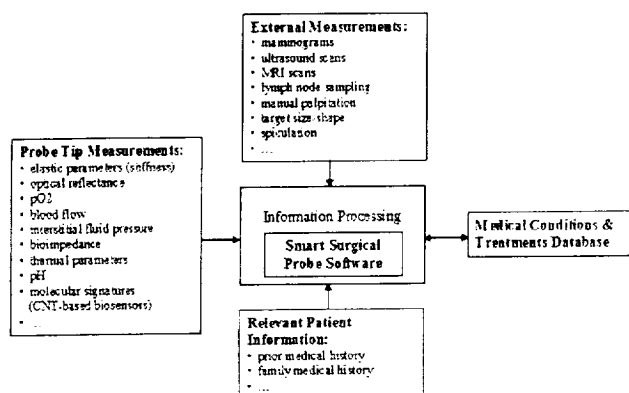 External Measurements:
• mammograms
• ultrasound scans
• MRI scans
• lymph node sampling
• manual palpitation
• target size-shape
• spiculation
• ...
Probe Tip Measurements:
• elastic parameters (stiffness)
• optical reflectance
• pO2
• blood flow
• interstitial fluid pressure
• bioimpedance
• thermal parameters
• pH
• molecular signatures
(CNT-based biosensors)
• ...
Information Processing
Smart Surgical
Probe Software
Medical Conditions &
Treatments Database
Relevant Patient
Information:
• prior medical history
• family medical history
• ...